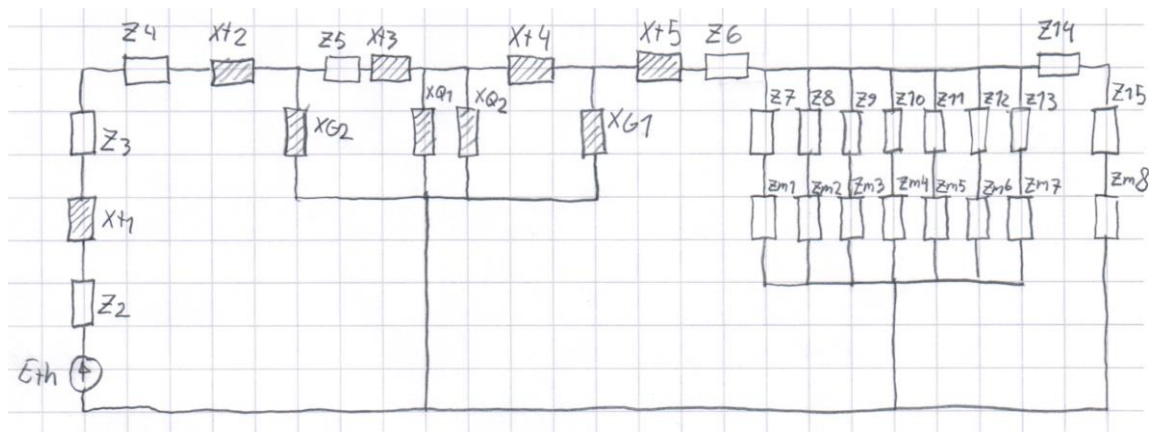 Z4 Xt2 Z5 Xt3 Xt4 Xt5 Z6 Z14
Z3 XG2 XQ1 XQ2 XG1 Z7 Z8 Z9 Z10 Z11 Z12 Z13 Z15
Xt1 Zm1 Zm2 Zm3 Zm4 Zm5 Zm6 Zm7 Zm8
Z2
Eth